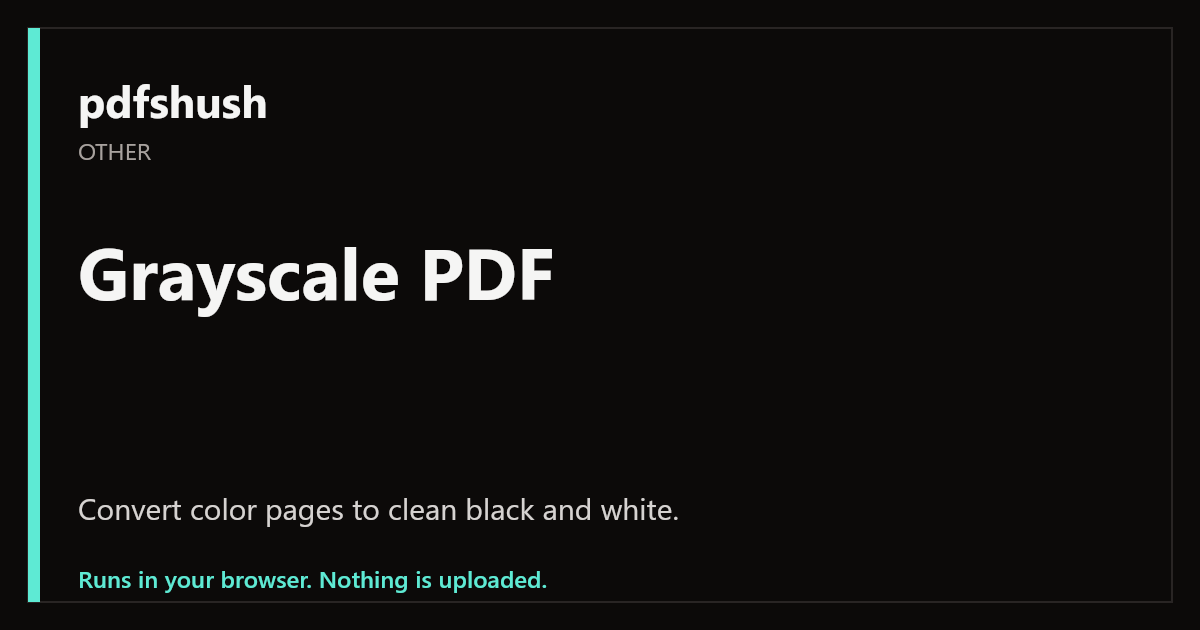 pdfshush
OTHER
Grayscale PDF
Convert color pages to clean black and white.
Runs in your browser. Nothing is uploaded.